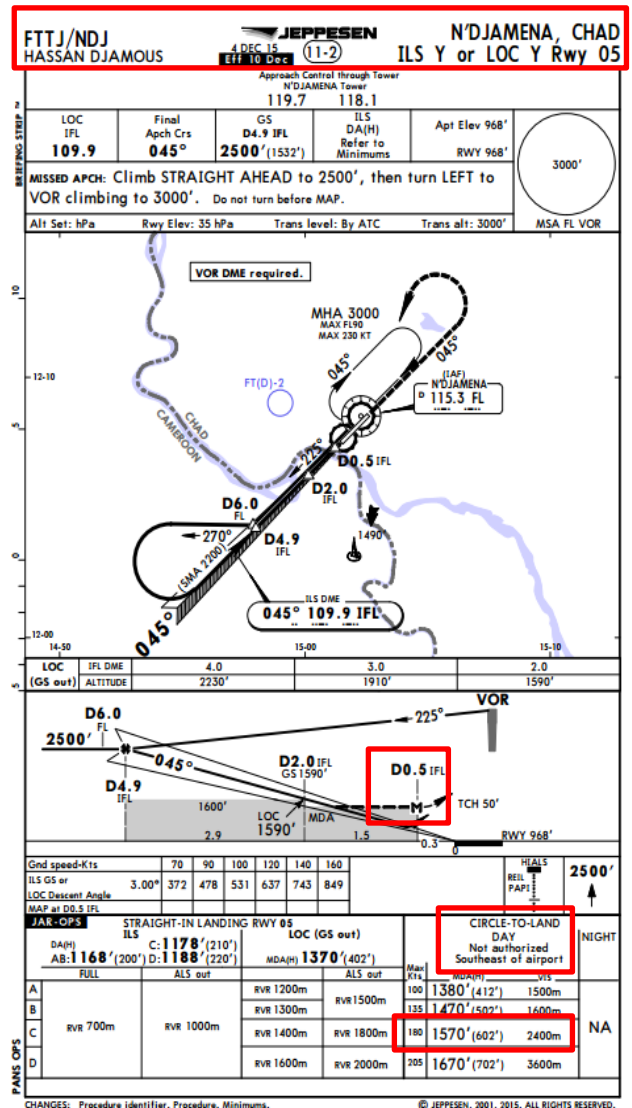 FTTJ/NDJ
HASSAN DJAMOUS
JEPPESEN
4 DEC 15
Eff 10 Dec
11-2
N'DJAMENA, CHAD
ILS Y or LOC Y Rwy 05
Approach Control through Tower
N'DJAMENA Tower
119.7 118.1
BRIEFING STRIP
LOC
IFL
109.9
Final
Apch Crs
045°
GS
D4.9 IFL
2500'(1532')
ILS
DA(H)
Refer to
Minimums
Apt Elev 968'
RWY 968'
3000'
MISSED APCH: Climb STRAIGHT AHEAD to 2500', then turn LEFT to
VOR climbing to 3000'. Do not turn before MAP.
Alt Set: hPa Rwy Elev: 35 hPa Trans level: By ATC Trans alt: 3000' MSA FL VOR
VOR DME required.
10
MHA 3000
MAX FL90
MAX 230 KT
045°
045°
(IAF)
N'DJAMENA
D 115.3 FL
12-10
FT(D)-2
5
CHAD
CAMEROON
225°
D0.5 IFL
D2.0
IFL
D6.0
FL
D4.9
IFL
270°
1490'
0
(SMA 2200)
ILS DME
045° 109.9 IFL
045°
12-00
14-50 15-00 15-10
5
LOC IFL DME 4.0 3.0 2.0
(GS out) ALTITUDE 2230' 1910' 1590'
VOR
D6.0
FL
225°
2500'
045°
D2.0 IFL
GS 1590'
D0.5 IFL
D4.9
IFL
M
TCH 50'
1600'
LOC
1590'
MDA
2.9 1.5 0.3 0
RWY 968'
Gnd speed-Kts 70 90 100 120 140 160
ILS GS or
LOC Descent Angle 3.00° 372 478 531 637 743 849
MAP at D0.5 IFL
HIALS
REIL
PAPI
2500'
JAR-OPS STRAIGHT-IN LANDING RWY 05
ILS
LOC (GS out)
DA(H) C: 1178'(210')
AB: 1168'(200') D: 1188'(220')
MDA(H) 1370'(402')
FULL ALS out ALS out
CIRCLE-TO-LAND
DAY
Not authorized
Southeast of airport
NIGHT
Max
Kts MDA(H) VIS
A RVR 1200m 100 1380'(412') 1500m
B RVR 1300m RVR 1500m 135 1470'(502') 1600m
C RVR 700m RVR 1000m RVR 1400m RVR 1800m 180 1570'(602') 2400m NA
D RVR 1600m RVR 2000m 205 1670'(702') 3600m
PANS OPS
CHANGES: Procedure identifier. Procedure. Minimums.
© JEPPESEN, 2001, 2015. ALL RIGHTS RESERVED.